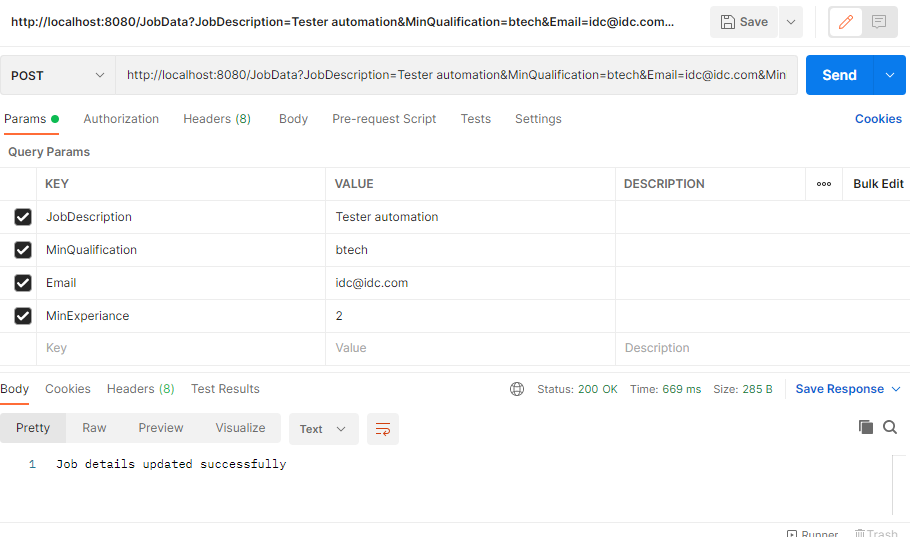 http://localhost:8080/JobData?JobDescription=Tester automation&MinQualification=btech&Email=idc@idc.com... Save
POST http://localhost:8080/JobData?JobDescription=Tester automation&MinQualification=btech&Email=idc@idc.com&Min Send
Params Authorization Headers (8) Body Pre-request Script Tests Settings Cookies
Query Params
KEY VALUE DESCRIPTION Bulk Edit
JobDescription Tester automation
MinQualification btech
Email idc@idc.com
MinExperiance 2
Key Value Description
Body Cookies Headers (8) Test Results Status: 200 OK Time: 669 ms Size: 285 B Save Response
Pretty Raw Preview Visualize Text
1 Job details updated successfully
Runner Trash